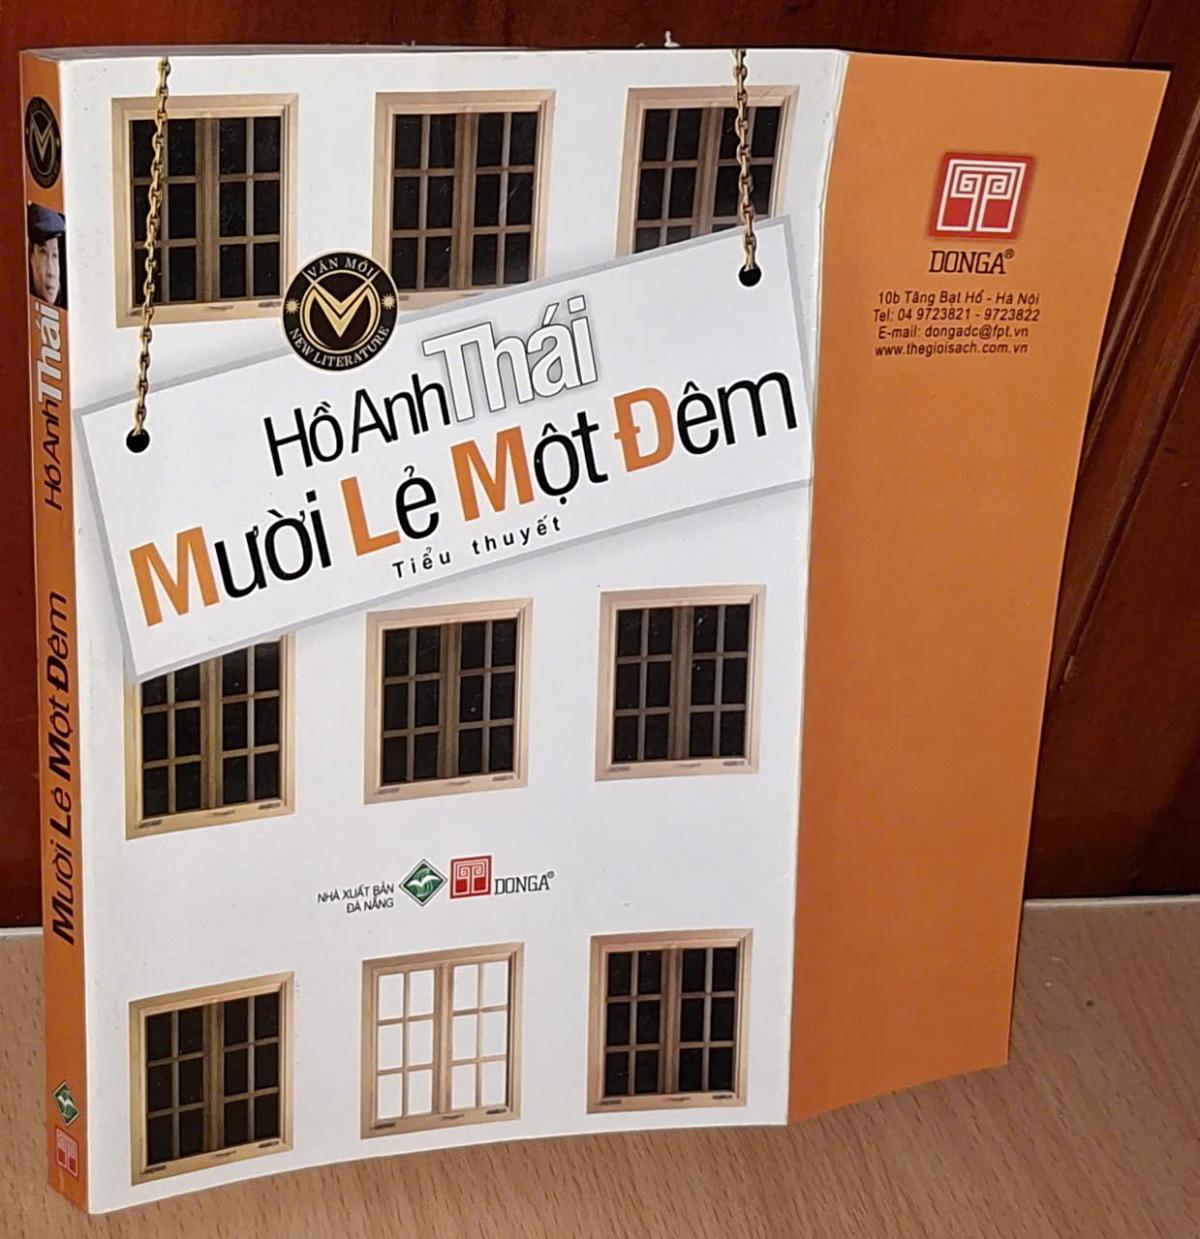 VĂN MỚI
NEW LITERATURE
Hồ Anh Thái
Mười Lẻ Một Đêm
Tiểu thuyết
NHÀ XUẤT BẢN
ĐÀ NẴNG
DONGA®
DONGA®
10b Tăng Bạt Hổ - Hà Nội
Tel: 04 9723821 - 9723822
E-mail: dongadc@fpt.vn
www.thegioisach.com.vn
Hồ Anh Thái
Mười Lẻ Một Đêm